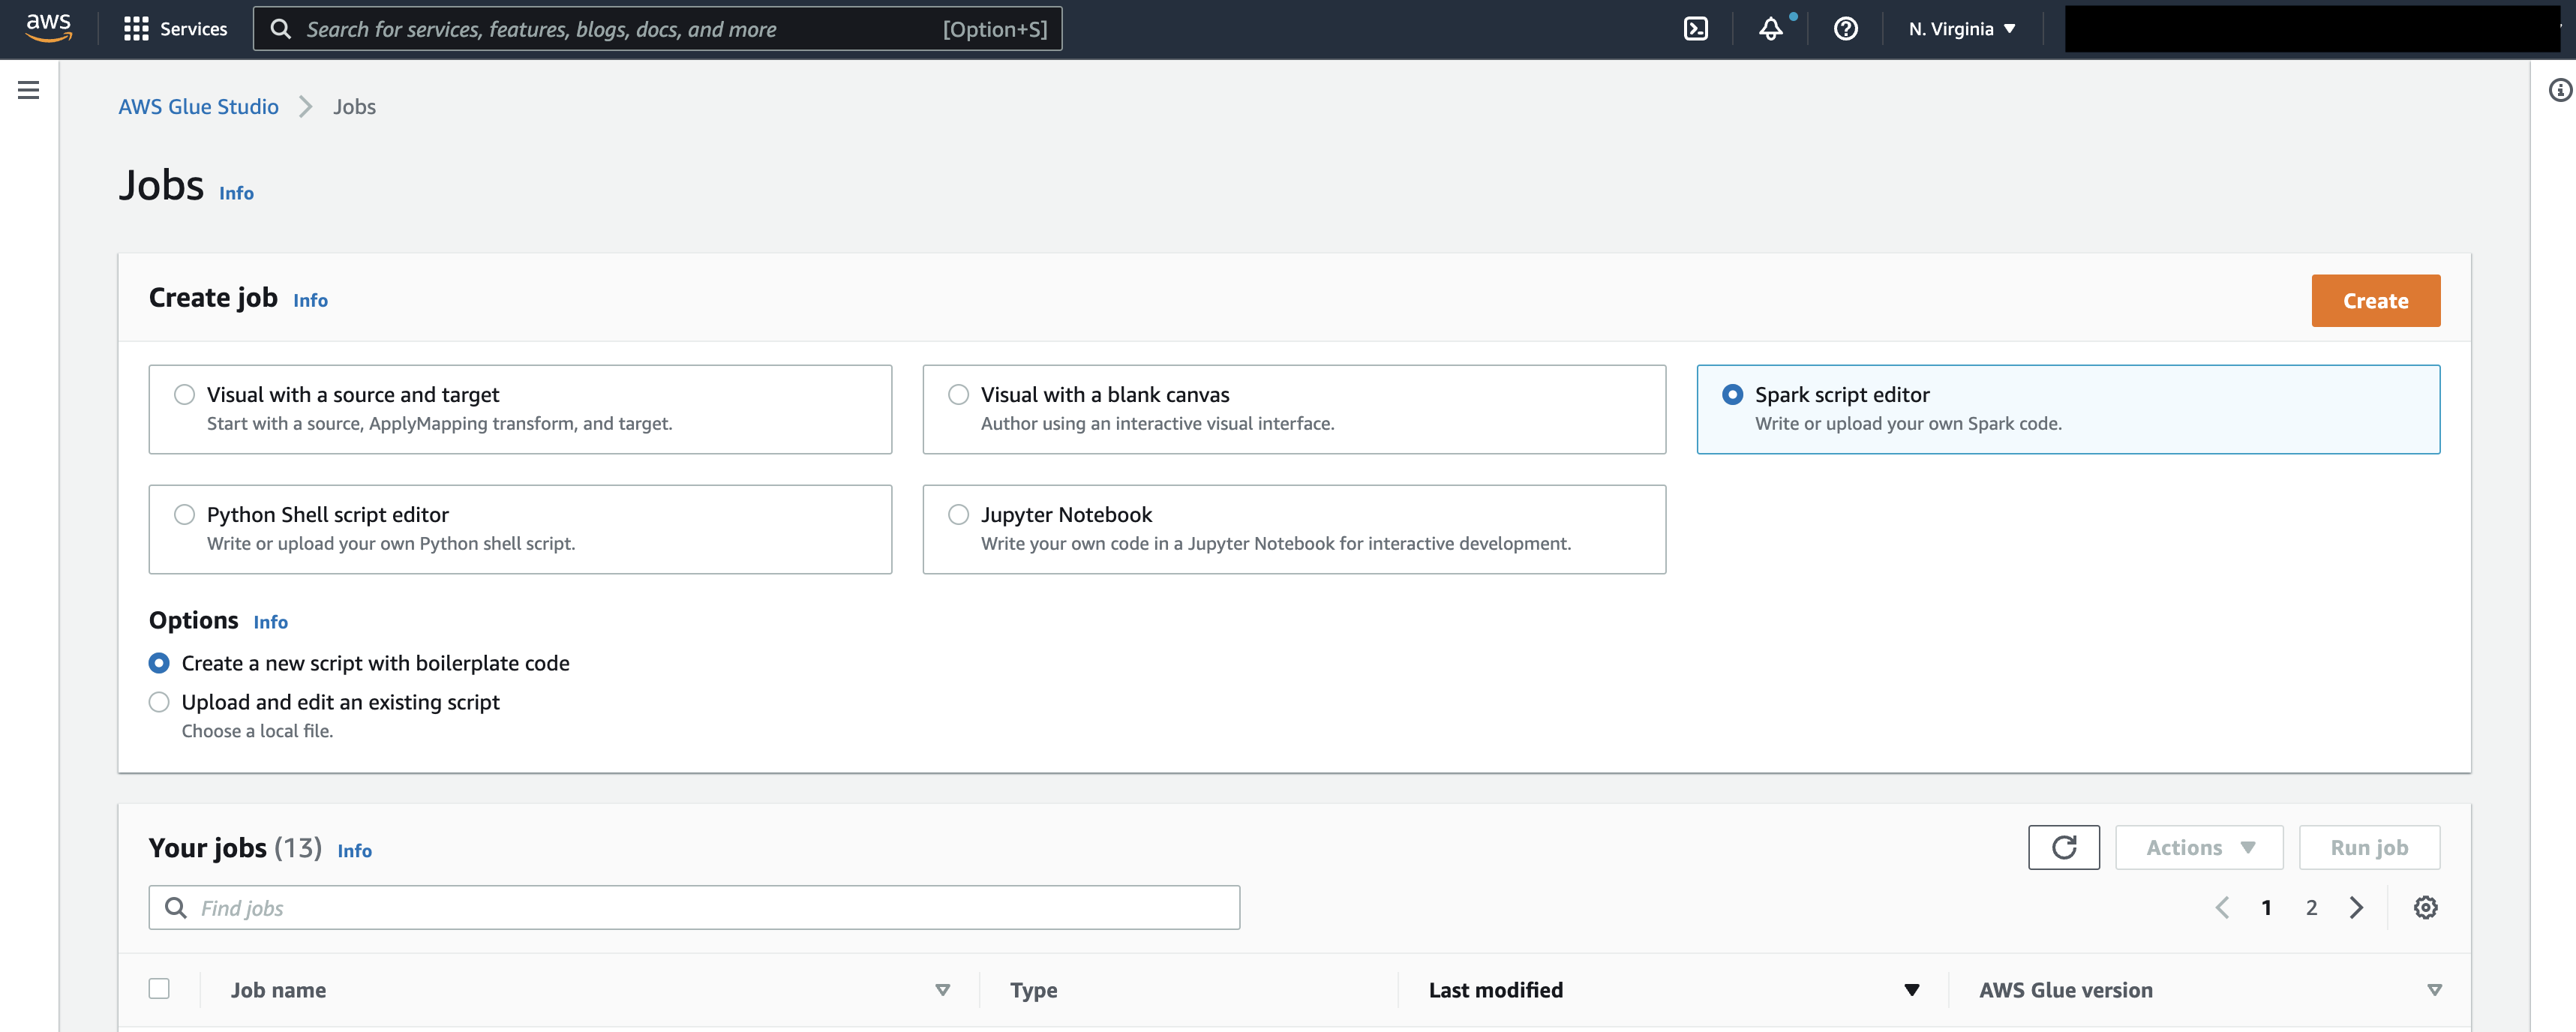 aws Services Search for services, features, blogs, docs, and more [Option+S] N. Virginia
AWS Glue Studio Jobs
Jobs Info
Create job Info Create
Visual with a source and target
Start with a source, ApplyMapping transform, and target.
Visual with a blank canvas
Author using an interactive visual interface.
Spark script editor
Write or upload your own Spark code.
Python Shell script editor
Write or upload your own Python shell script.
Jupyter Notebook
Write your own code in a Jupyter Notebook for interactive development.
Options Info
Create a new script with boilerplate code
Upload and edit an existing script
Choose a local file.
Your jobs (13) Info Actions Run job
Find jobs 1 2
Job name Type Last modified AWS Glue version